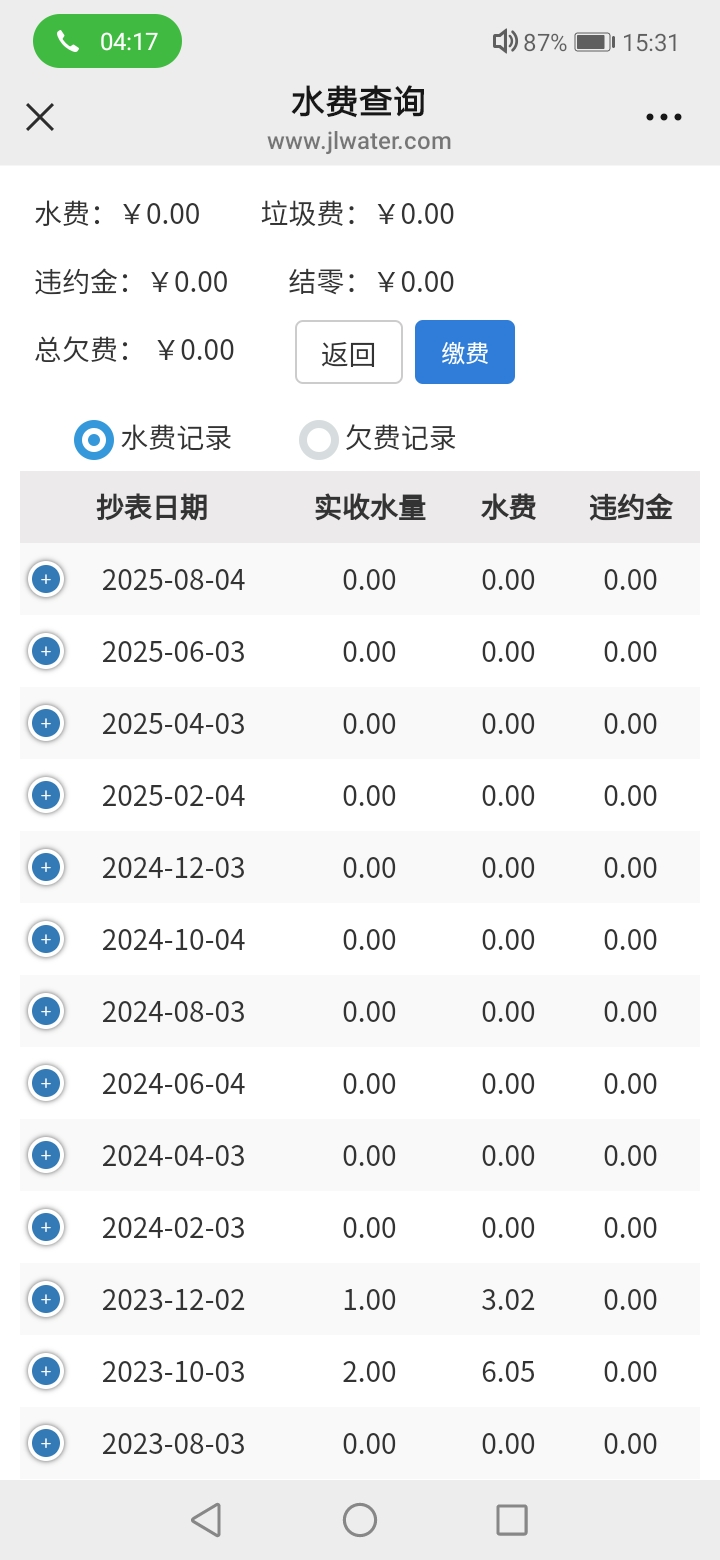 04:17 87% 15:31
水费查询
www.jlwater.com
水费：￥0.00 垃圾费：￥0.00
违约金：￥0.00 结零：￥0.00
总欠费：￥0.00 返回 缴费
水费记录 欠费记录
抄表日期 实收水量 水费 违约金
+ 2025-08-04 0.00 0.00 0.00
+ 2025-06-03 0.00 0.00 0.00
+ 2025-04-03 0.00 0.00 0.00
+ 2025-02-04 0.00 0.00 0.00
+ 2024-12-03 0.00 0.00 0.00
+ 2024-10-04 0.00 0.00 0.00
+ 2024-08-03 0.00 0.00 0.00
+ 2024-06-04 0.00 0.00 0.00
+ 2024-04-03 0.00 0.00 0.00
+ 2024-02-03 0.00 0.00 0.00
+ 2023-12-02 1.00 3.02 0.00
+ 2023-10-03 2.00 6.05 0.00
+ 2023-08-03 0.00 0.00 0.00